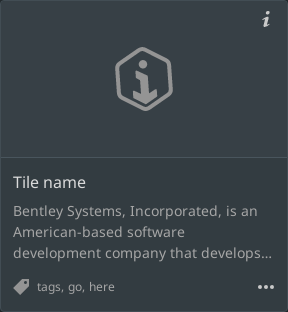 Tile name
Bentley Systems, Incorporated, is an
American-based software
development company that develops...
tags, go, here